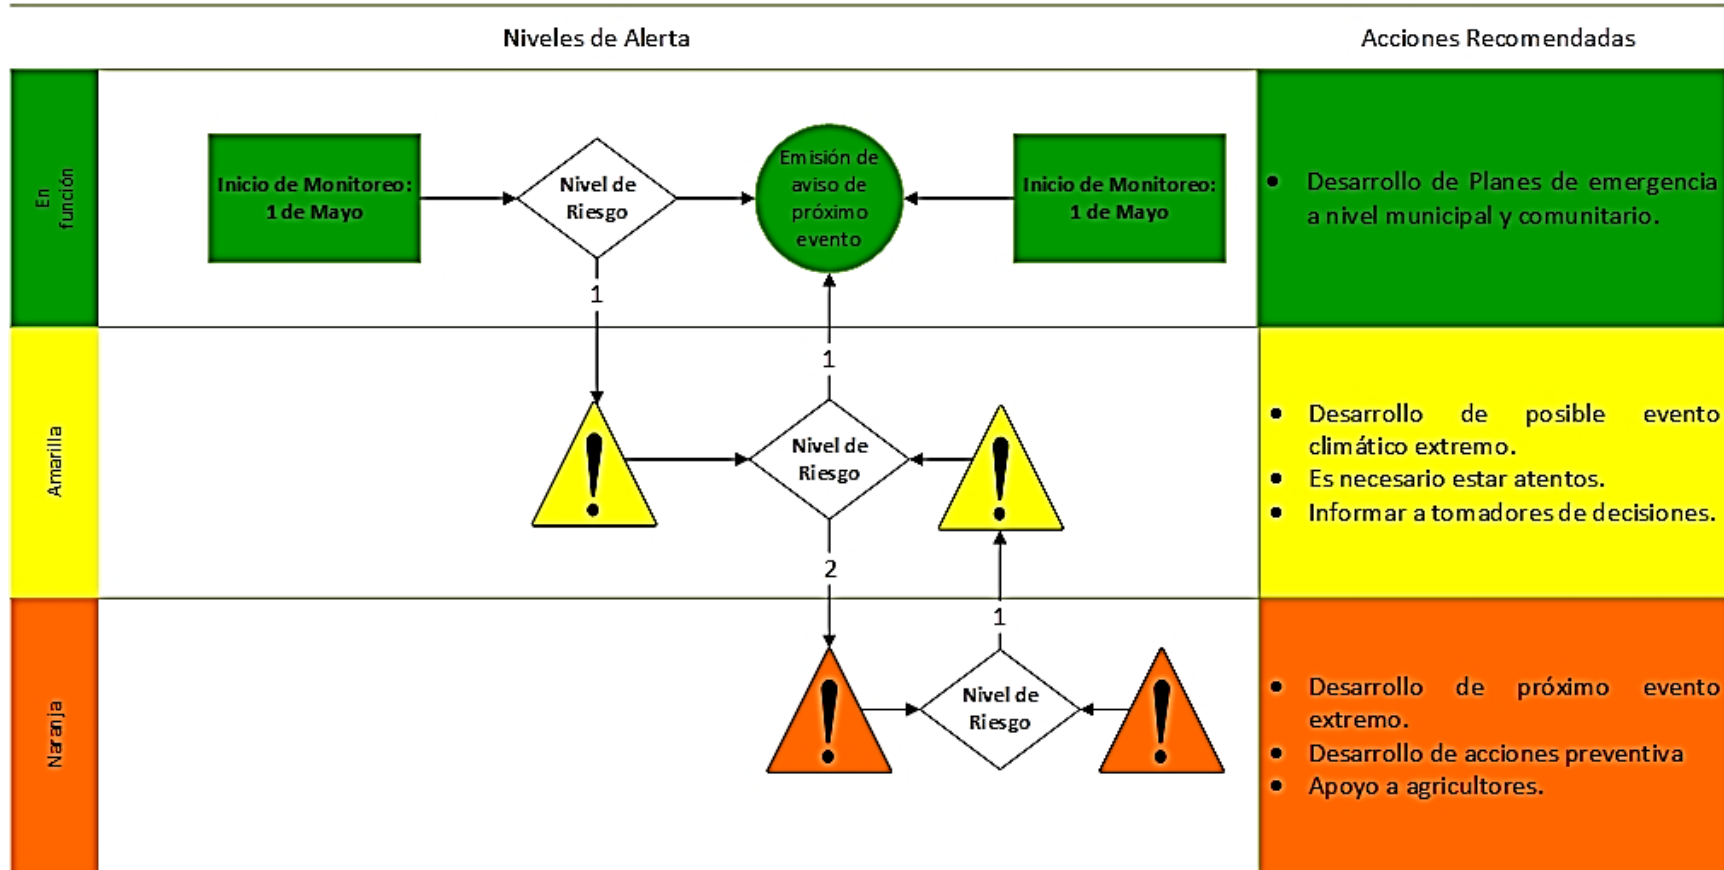 Niveles de Alerta
Acciones Recomendadas
En
función
Inicio de Monitoreo:
1 de Mayo
Nivel de
Riesgo
Emisión de
aviso de
próximo
evento
Inicio de Monitoreo:
1 de Mayo
• Desarrollo de Planes de emergencia
a nivel municipal y comunitario.
1
Amarilla
1
!
Nivel de
Riesgo
!
2
• Desarrollo de posible evento
climático extremo.
• Es necesario estar atentos.
• Informar a tomadores de decisiones.
Naranja
1
!
Nivel de
Riesgo
!
• Desarrollo de próximo evento
extremo.
• Desarrollo de acciones preventiva
• Apoyo a agricultores.